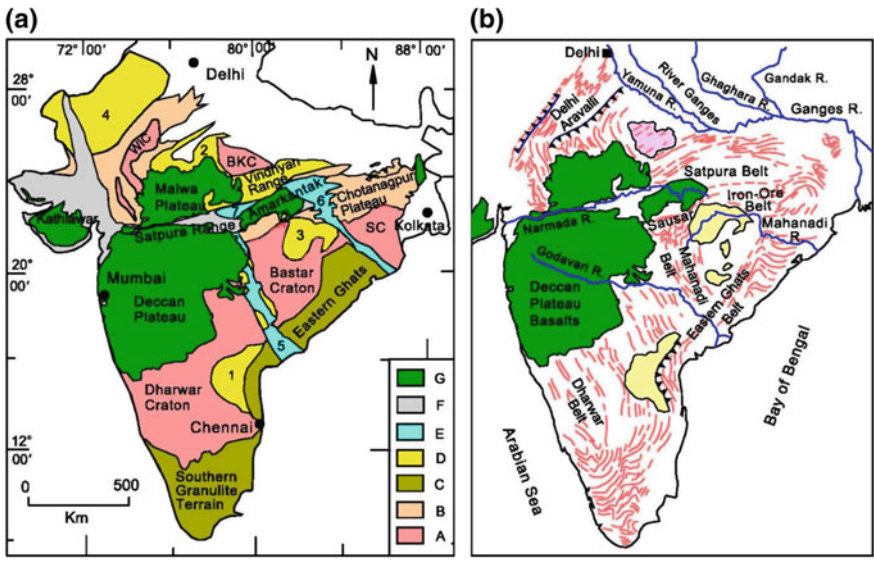 (a)
72°
00'
80°
00'
88°
00'
28°
00'
20°
00'
12°
00'
Delhi
N
4
WIC
2
BKC
Vindhyan
Range
Malwa
Plateau
Amarkantak
6
Chotanagpur
Plateau
Kathiawar
Satpura Range
3
SC
Kolkata
Mumbai
Deccan
Plateau
Bastar
Craton
Eastern Ghats
5
1
Dharwar
Craton
Chennai
Southern
Granulite
Terrain
0
500
Km
G
F
E
D
C
B
A
(b)
Delhi
Yamuna R.
River Ganges
Ghaghara R.
Gandak R.
Ganges R.
Delhi
Aravalli
Satpura Belt
Iron-Ore
Belt
Mahanadi
R.
Narmada R.
Sausar
Belt
Mahanadi
Godavari R.
Deccan
Plateau
Basalts
Eastern Ghats
Belt
Dharwar
Belt
Bay of Bengal
Arabian Sea